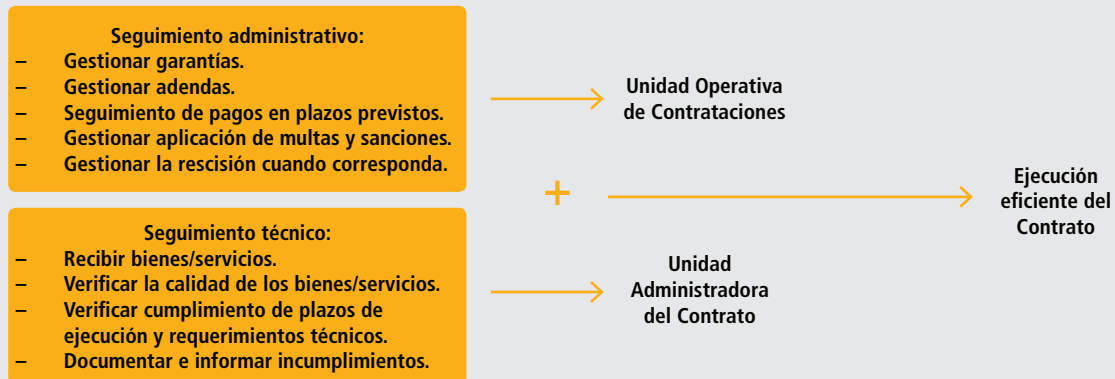 Seguimiento administrativo:
– Gestionar garantías.
– Gestionar adendas.
– Seguimiento de pagos en plazos previstos.
– Gestionar aplicación de multas y sanciones.
– Gestionar la rescisión cuando corresponda.
Unidad Operativa
de Contrataciones
+
Ejecución
eficiente del
Contrato
Seguimiento técnico:
– Recibir bienes/servicios.
– Verificar la calidad de los bienes/servicios.
– Verificar cumplimiento de plazos de
ejecución y requerimientos técnicos.
– Documentar e informar incumplimientos.
Unidad
Administradora
del Contrato